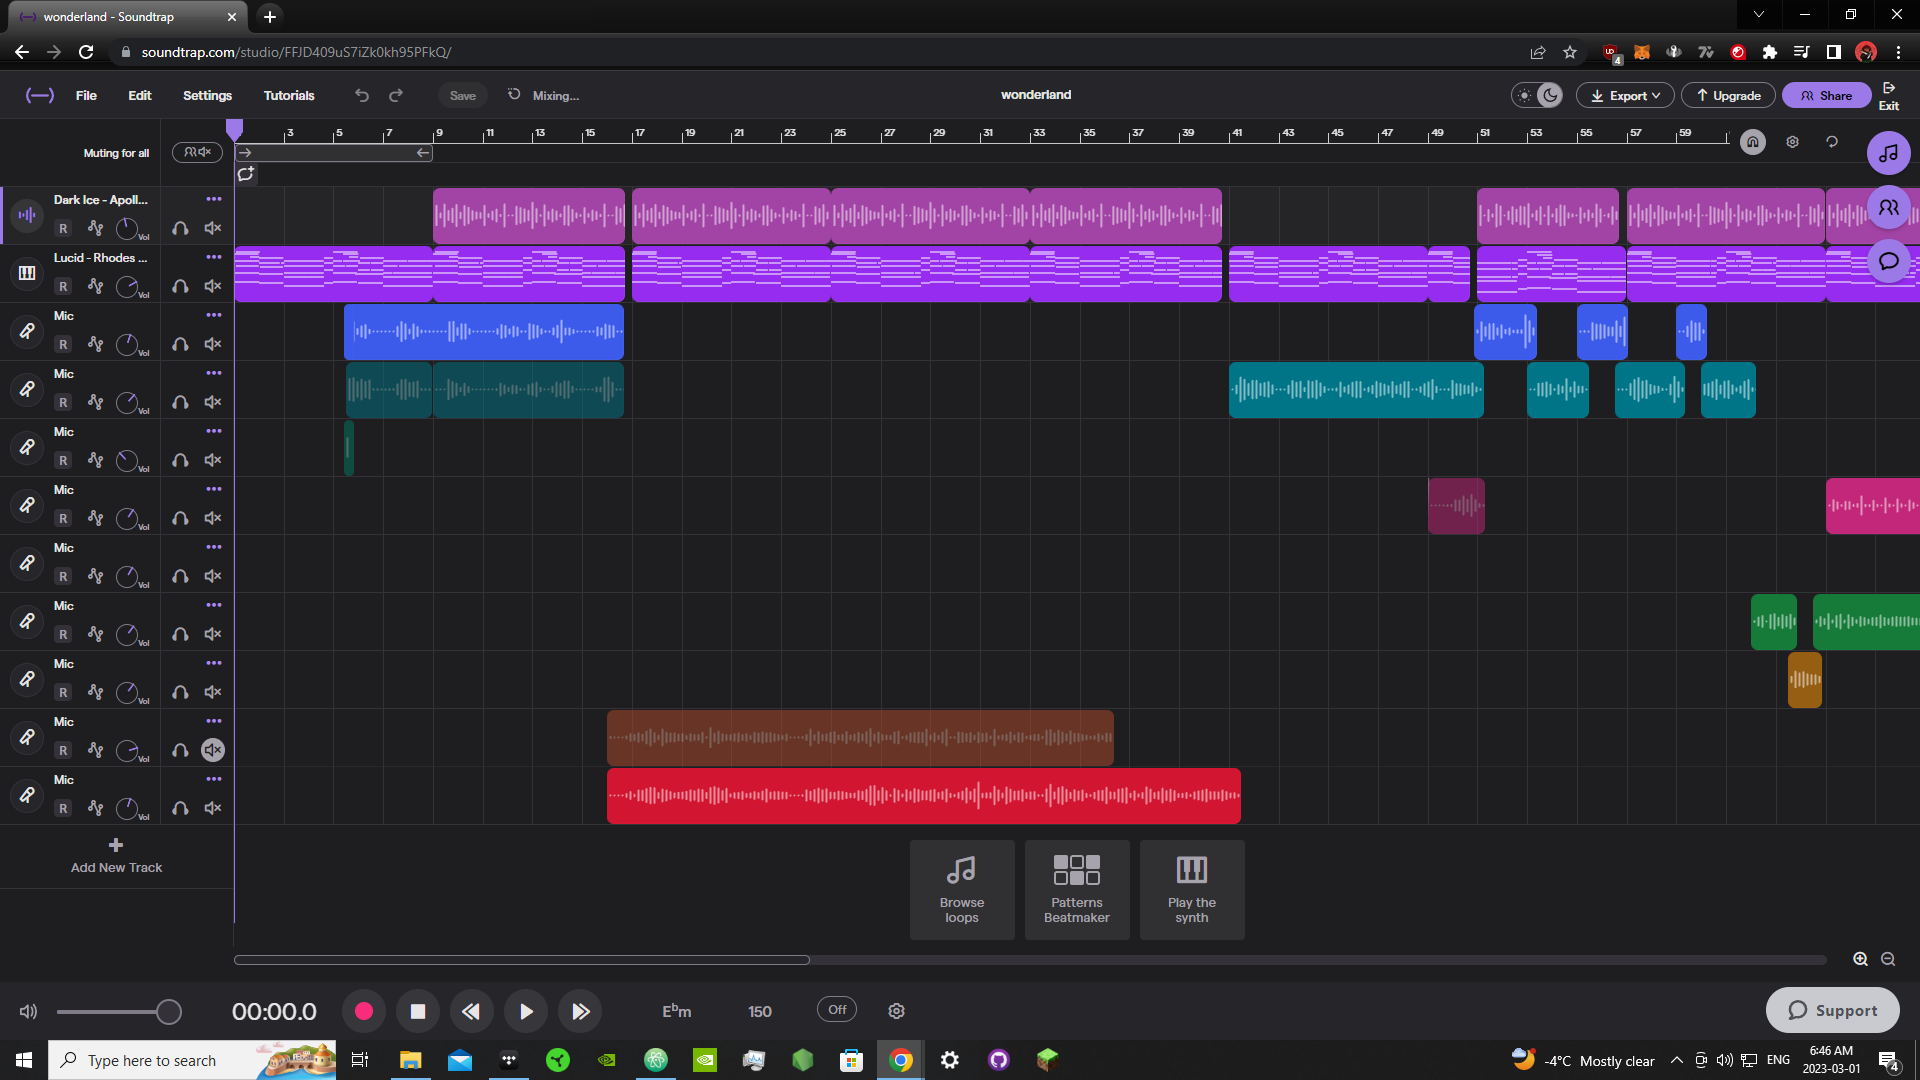 wonderland - Soundtrap
soundtrap.com/studio/FFJD409uS7iZk0kh95PFkQ/
4
File Edit Settings Tutorials Save Mixing... wonderland Export Upgrade Share Exit
Muting for all
3 5 7 9 11 13 15 17 19 21 23 25 27 29 31 33 35 37 39 41 43 45 47 49 51 53 55 57 59
Dark Ice - Apoll...
R Vol
Lucid - Rhodes ...
R Vol
Mic
R Vol
Mic
R Vol
Mic
R Vol
Mic
R Vol
Mic
R Vol
Mic
R Vol
Mic
R Vol
Mic
R Vol
Mic
R Vol
Add New Track
Browse
loops
Patterns
Beatmaker
Play the
synth
00:00.0 E♭m 150 Off
Support
Type here to search
-4°C Mostly clear ENG
6:46 AM
2023-03-01
4